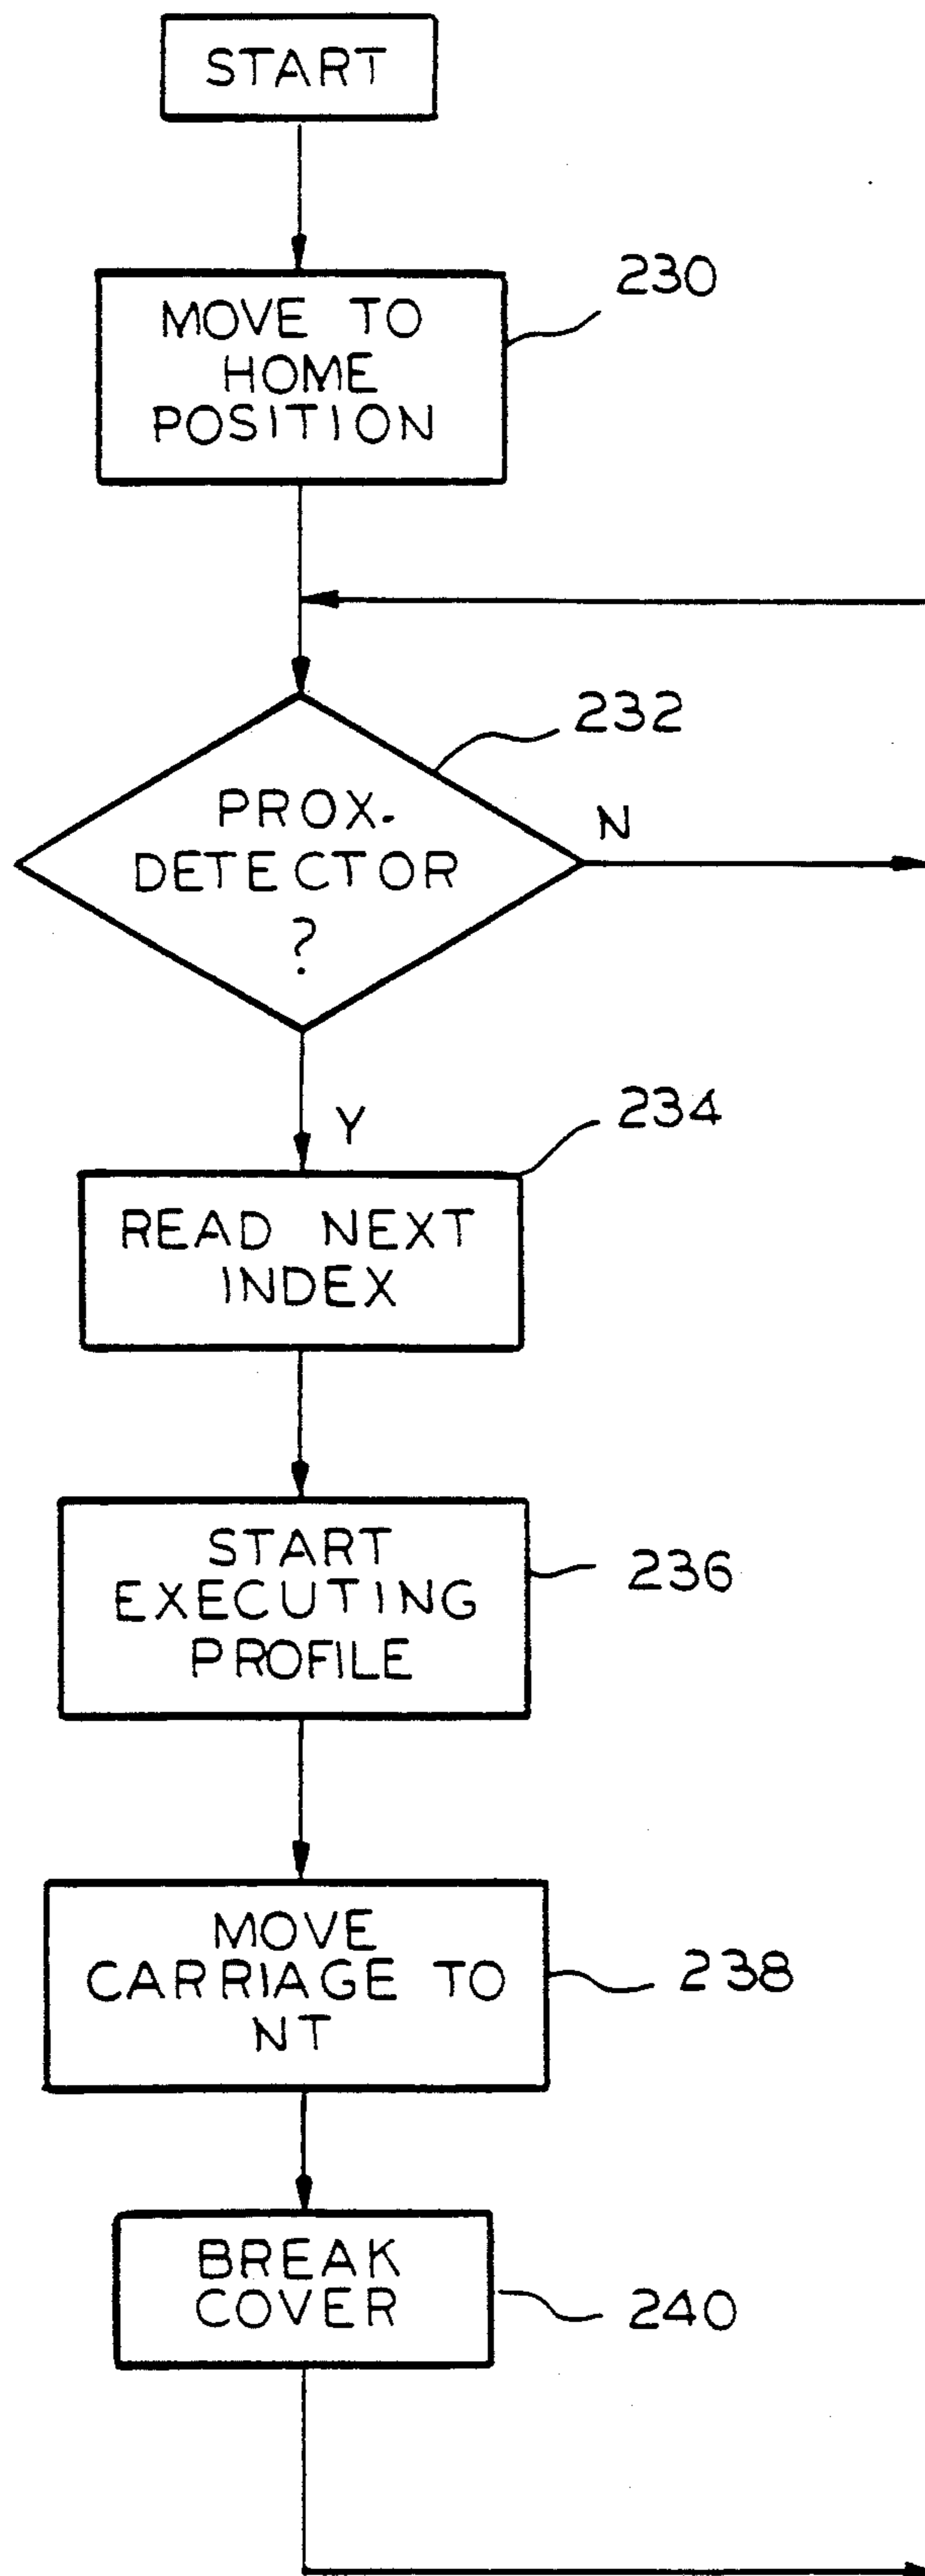 START
230
MOVE TO
HOME
POSITION
232
PROX-
DETECTOR
?
N
Y
234
READ NEXT
INDEX
START
EXECUTING
PROFILE
236
MOVE
CARRIAGE TO
NT
238
BREAK
COVER
240